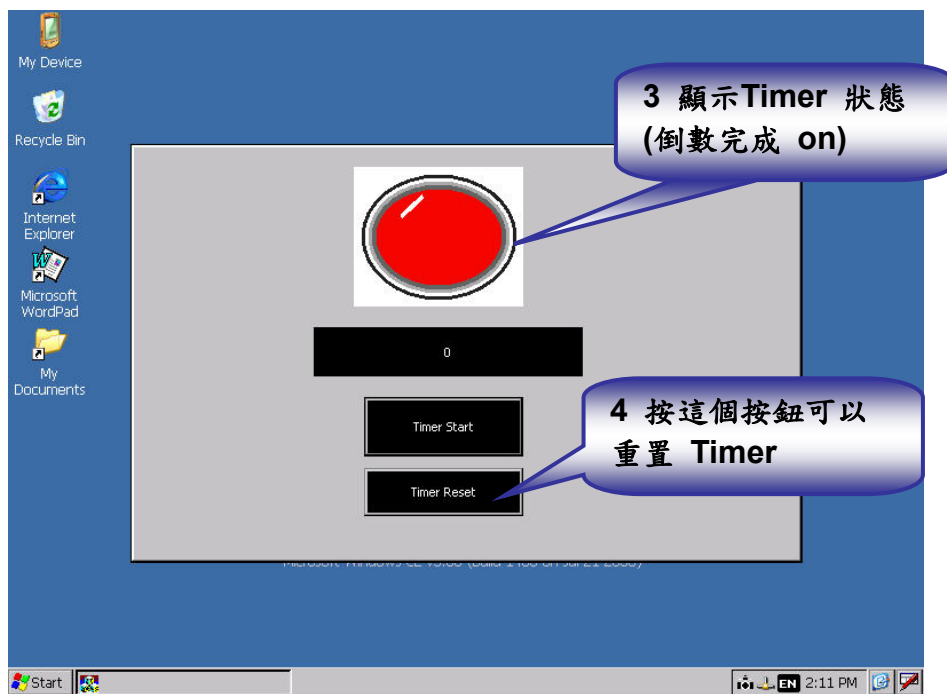 My Device
Recycle Bin
Internet
Explorer
Microsoft
WordPad
My
Documents
3 顯示Timer 狀態
(倒數完成 on)
0
Timer Start
4 按這個按鈕可以
重置 Timer
Timer Reset
Start
EN 2:11 PM